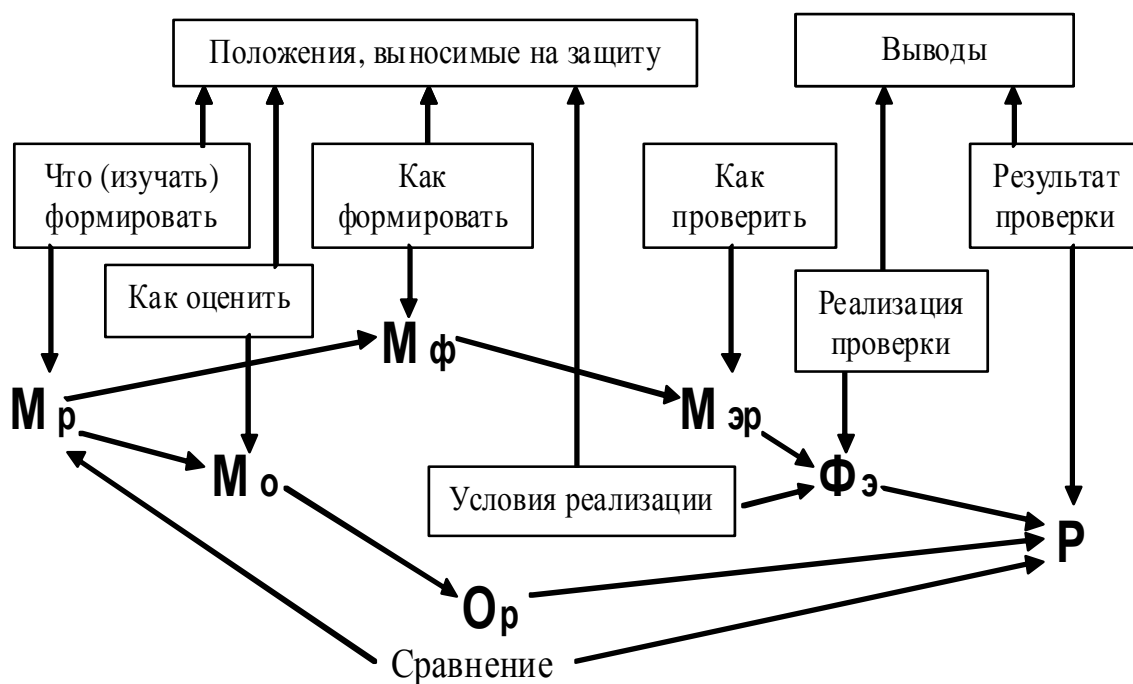 Положения, выносимые на защиту
Выводы
Что (изучать)
формировать
Как
формировать
Как
проверить
Результат
проверки
Как оценить
Реализация
проверки
М ф
М р
М эр
М о
Условия реализации
Ф э
Р
О р
Сравнение